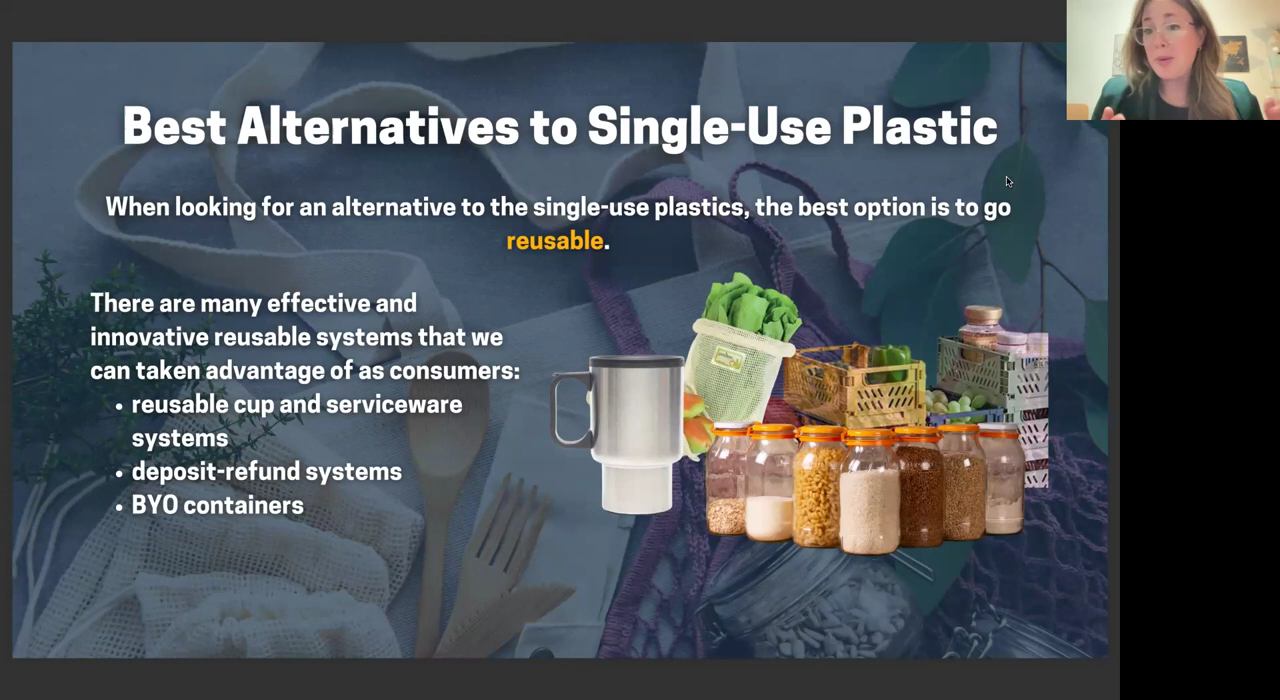 Best Alternatives to Single-Use Plastic
When looking for an alternative to the single-use plastics, the best option is to go
reusable.
There are many effective and
innovative reusable systems that we
can taken advantage of as consumers:
• reusable cup and serviceware
systems
• deposit-refund systems
• BYO containers